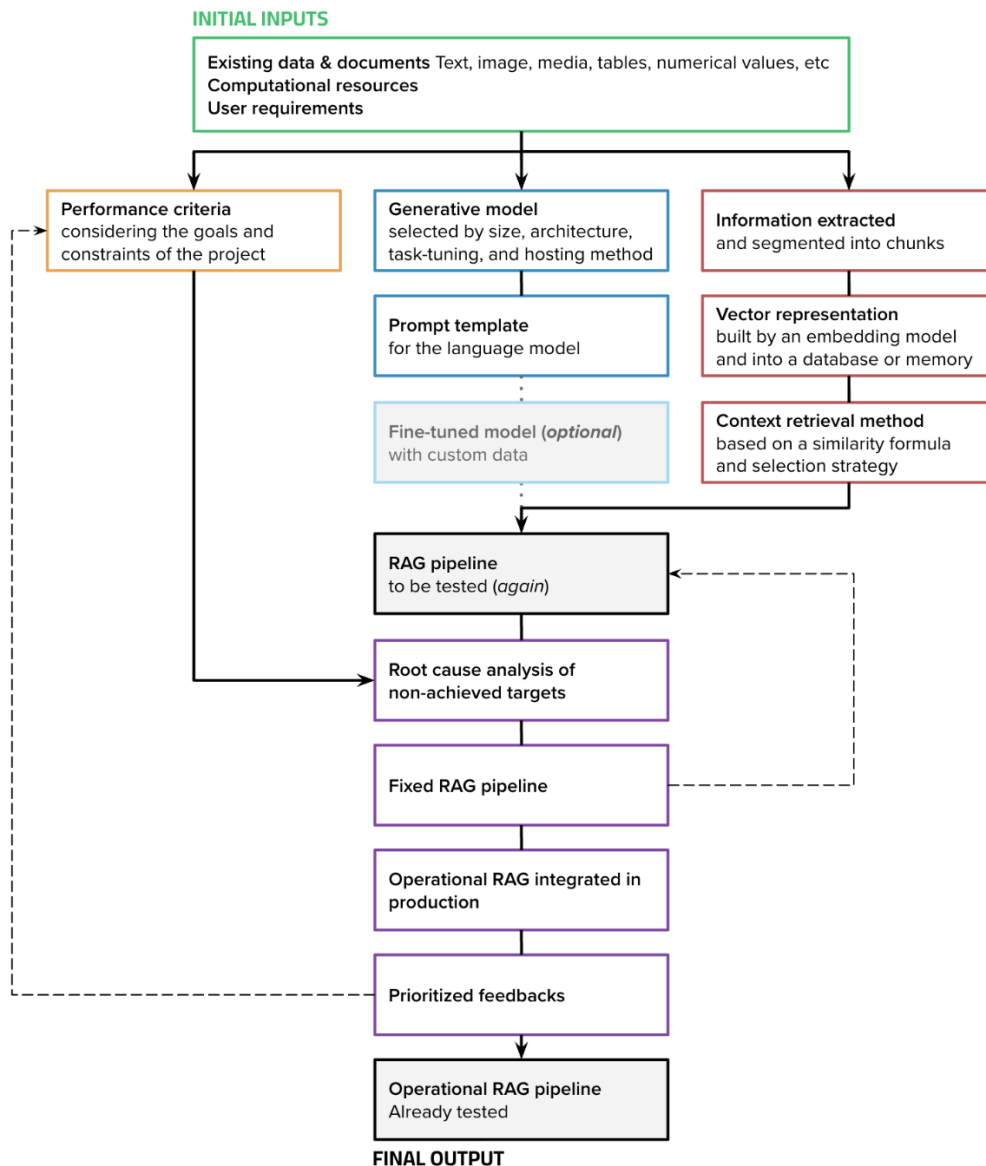 INITIAL INPUTS
Existing data & documents Text, image, media, tables, numerical values, etc
Computational resources
User requirements
Performance criteria
considering the goals and
constraints of the project
Generative model
selected by size, architecture,
task-tuning, and hosting method
Information extracted
and segmented into chunks
Prompt template
for the language model
Vector representation
built by an embedding model
and into a database or memory
Fine-tuned model (optional)
with custom data
Context retrieval method
based on a similarity formula
and selection strategy
RAG pipeline
to be tested (again)
Root cause analysis of
non-achieved targets
Fixed RAG pipeline
Operational RAG integrated in
production
Prioritized feedbacks
Operational RAG pipeline
Already tested
FINAL OUTPUT